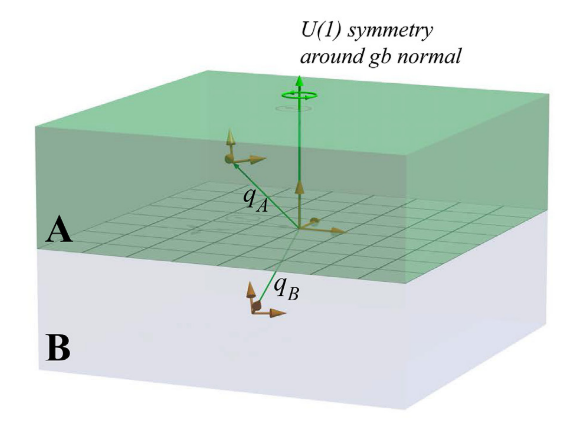 U(1) symmetry
around gb normal
q_A
A
q_B
B